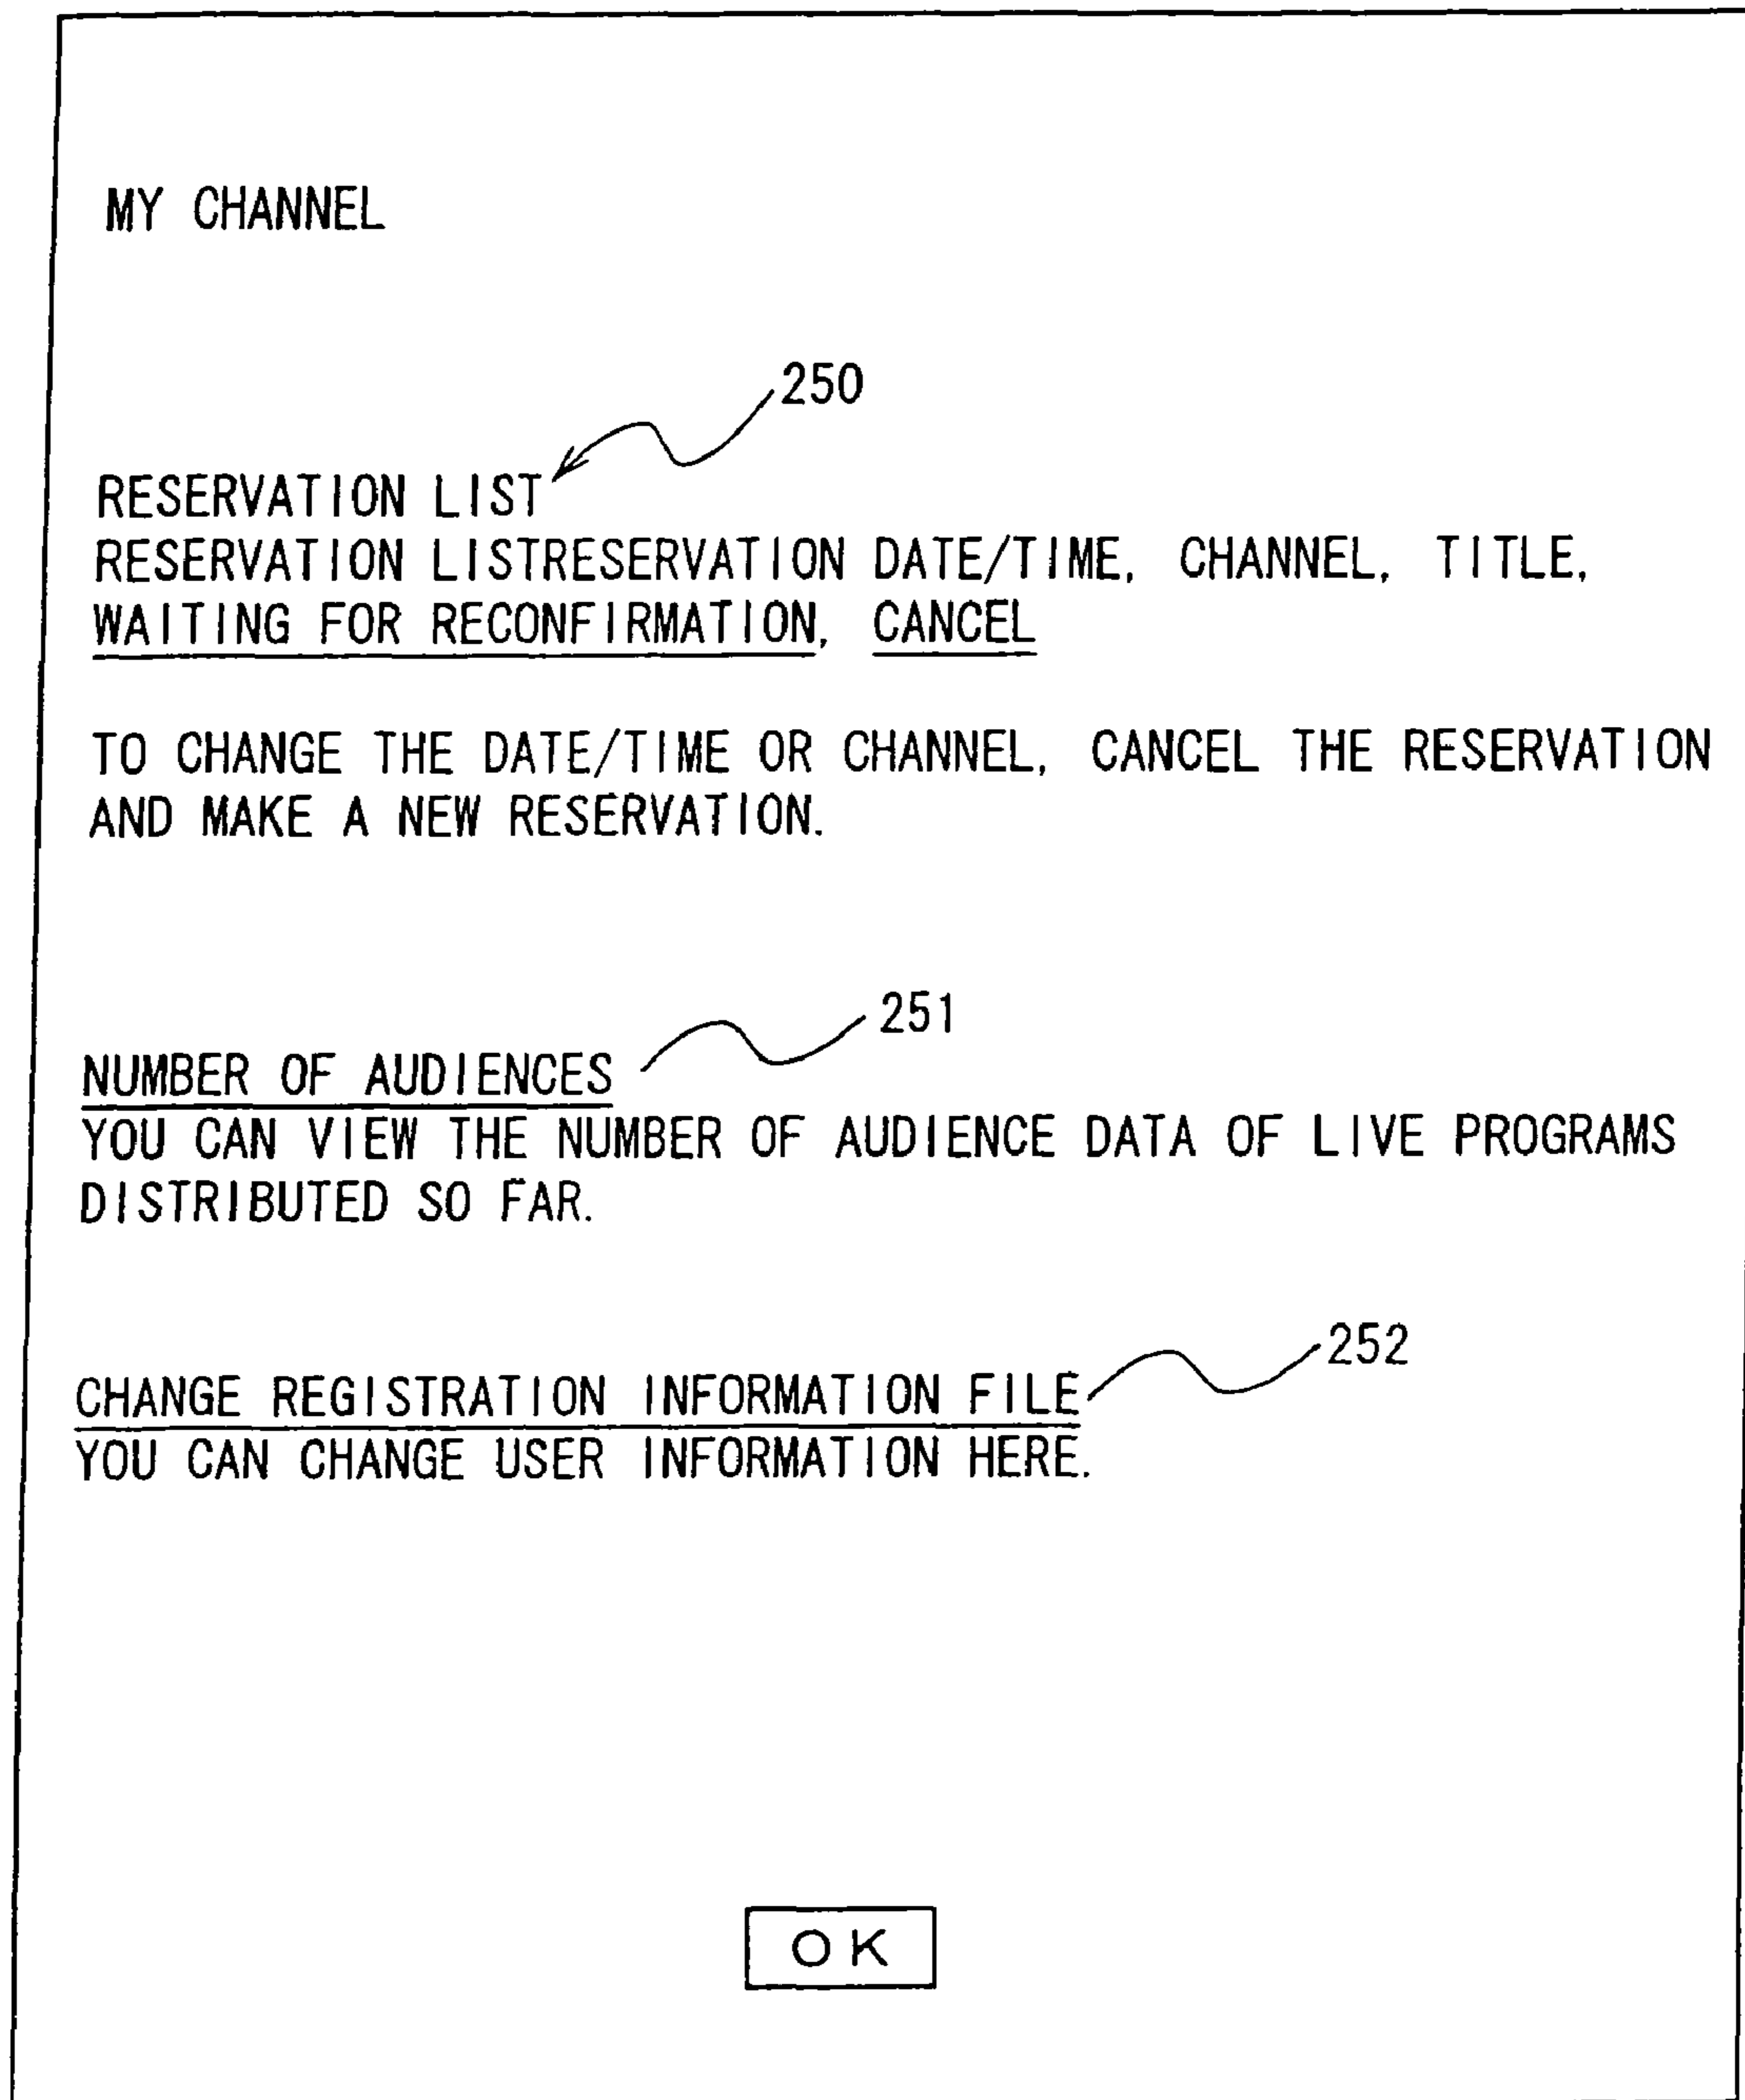 MY CHANNEL
250
RESERVATION LIST
RESERVATION LISTRESERVATION DATE/TIME, CHANNEL, TITLE,
WAITING FOR RECONFIRMATION, CANCEL
TO CHANGE THE DATE/TIME OR CHANNEL, CANCEL THE RESERVATION
AND MAKE A NEW RESERVATION.
251
NUMBER OF AUDIENCES
YOU CAN VIEW THE NUMBER OF AUDIENCE DATA OF LIVE PROGRAMS
DISTRIBUTED SO FAR.
252
CHANGE REGISTRATION INFORMATION FILE
YOU CAN CHANGE USER INFORMATION HERE.
OK